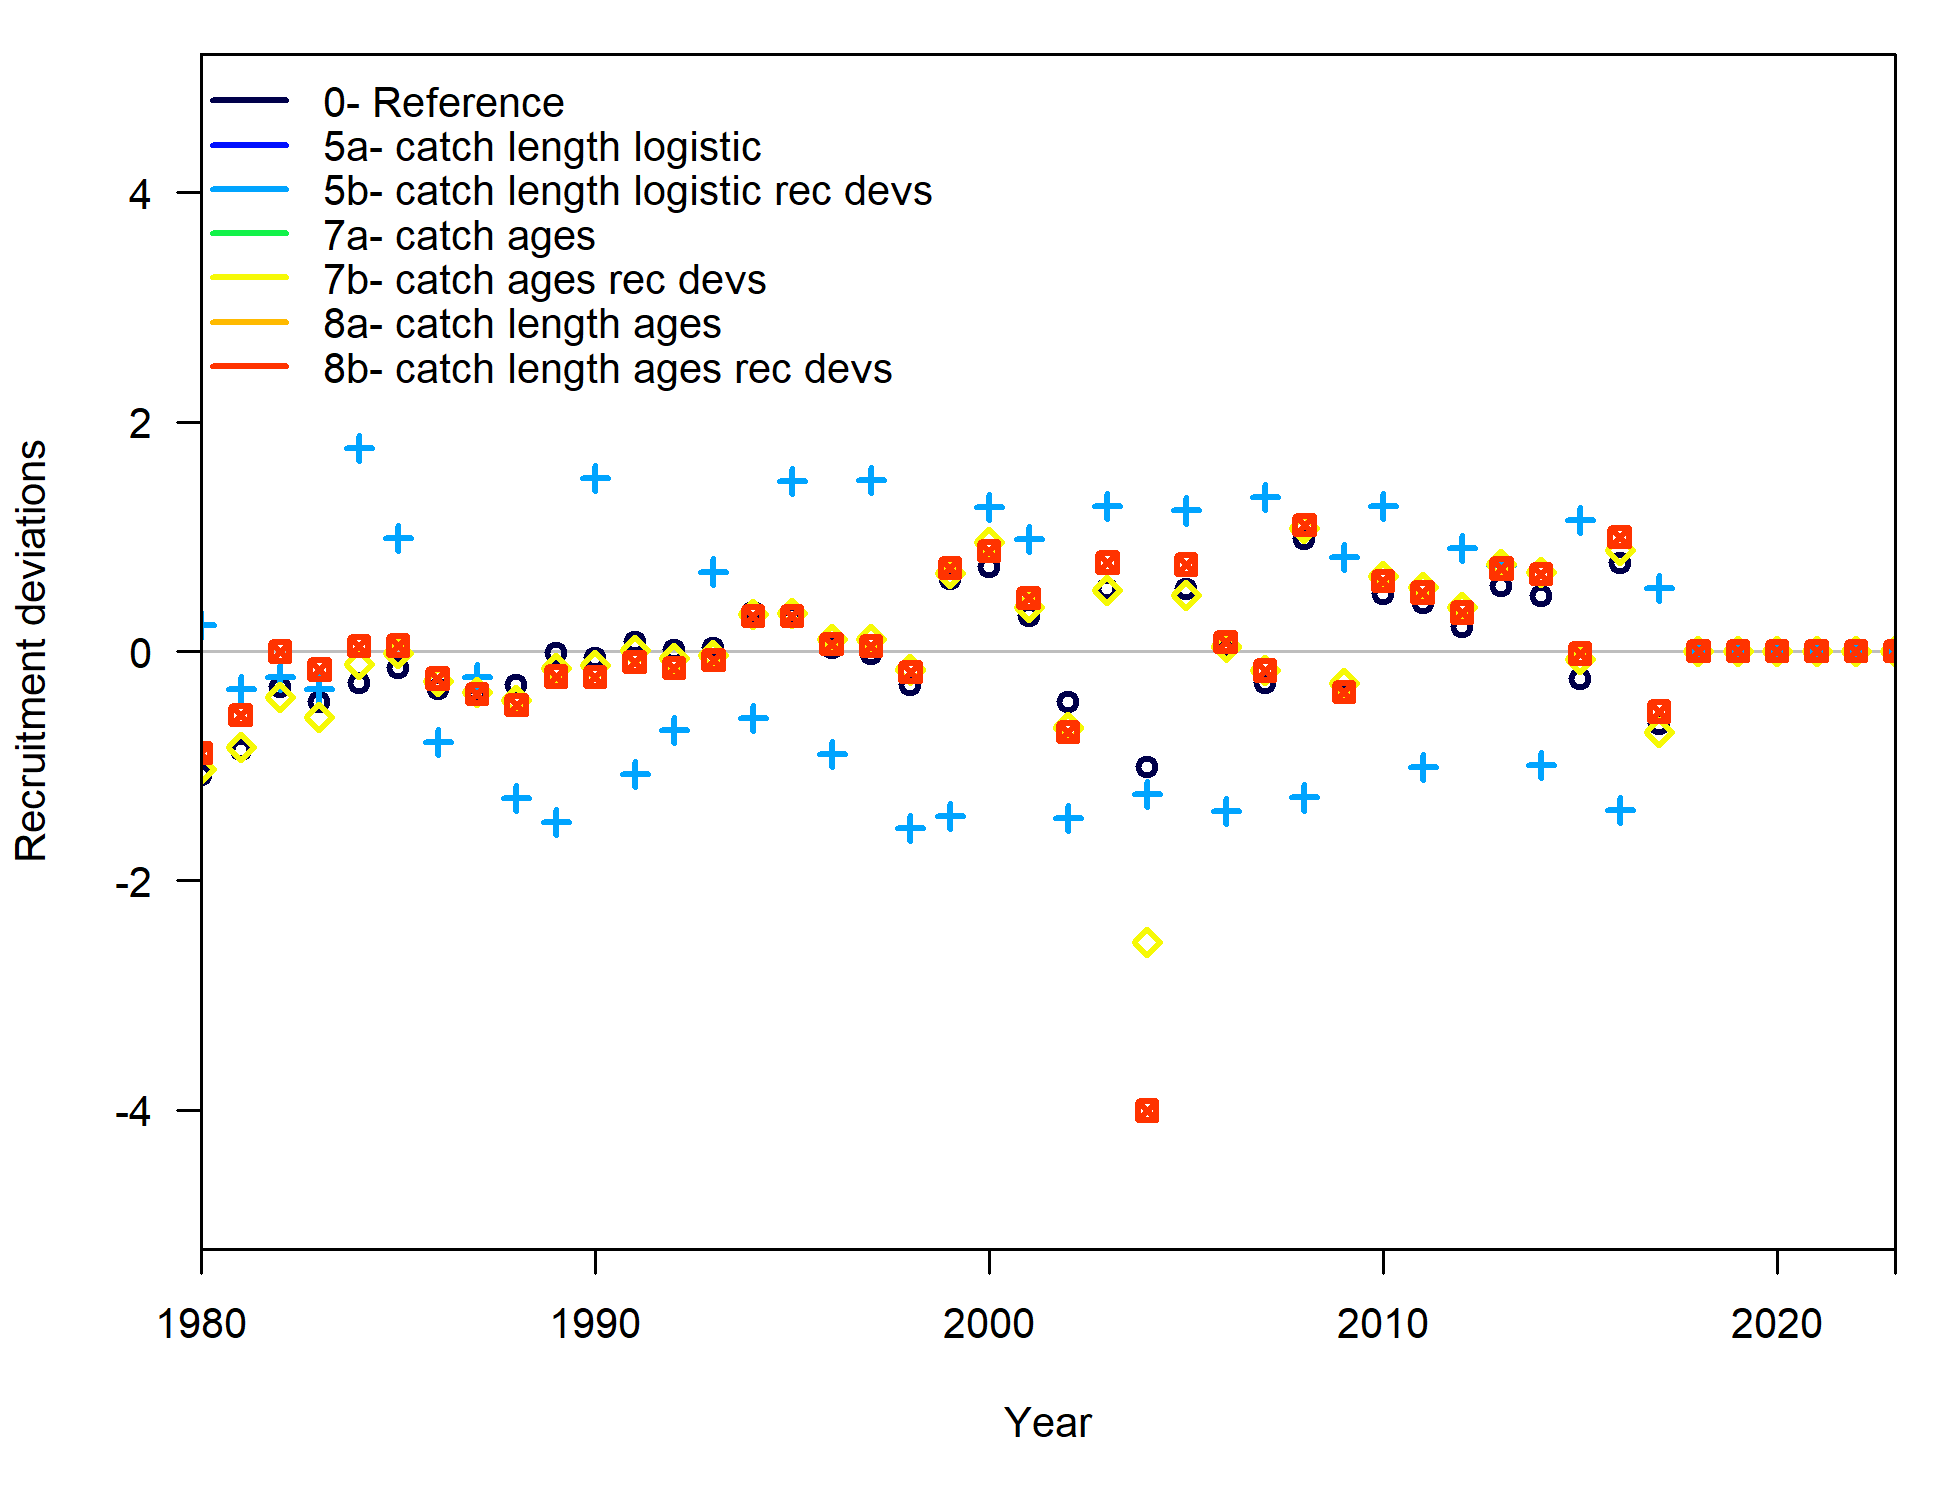 0- Reference
5a- catch length logistic
5b- catch length logistic rec devs
7a- catch ages
7b- catch ages rec devs
8a- catch length ages
8b- catch length ages rec devs
4
2
0
-2
-4
Recruitment deviations
1980 1990 2000 2010 2020
Year